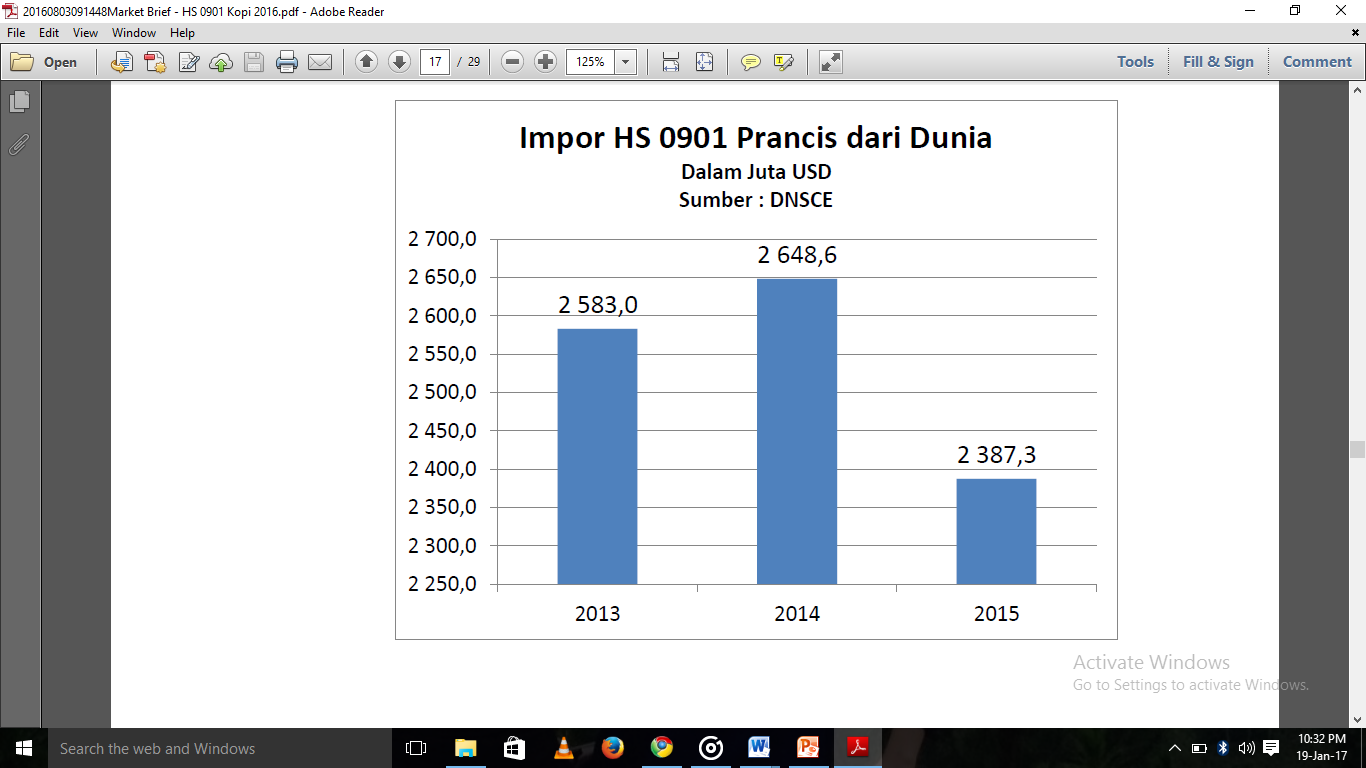 20160803091448Market Brief - HS 0901 Kopi 2016.pdf - Adobe Reader
File Edit View Window Help
Open 17 / 29 125% Tools Fill & Sign Comment
Impor HS 0901 Prancis dari Dunia
Dalam Juta USD
Sumber : DNSCE
2 700,0
2 648,6
2 650,0
2 583,0
2 600,0
2 550,0
2 500,0
2 450,0
2 387,3
2 400,0
2 350,0
2 300,0
2 250,0
2013 2014 2015
Activate Windows
Go to Settings to activate Windows.
Search the web and Windows
10:32 PM
19-Jan-17